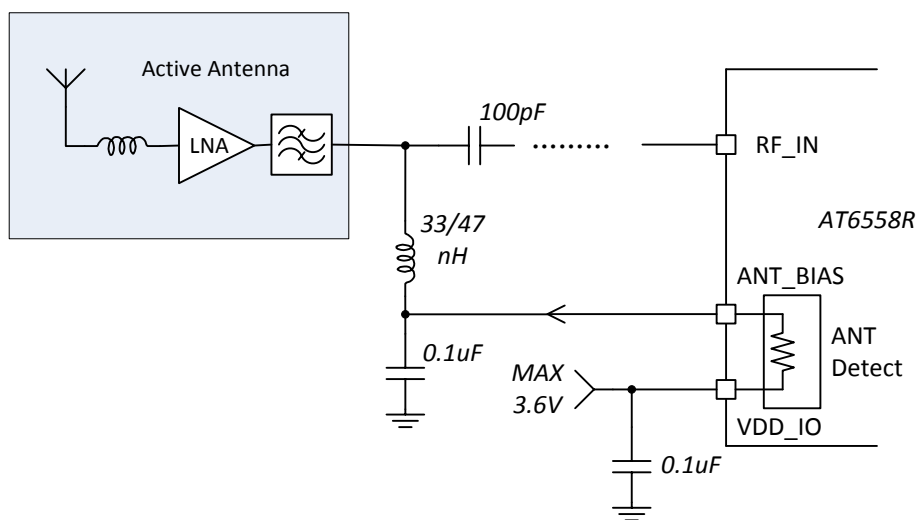 Active Antenna
LNA
100pF
RF_IN
AT6558R
33/47
nH
ANT_BIAS
ANT
Detect
0.1uF
MAX
3.6V
VDD_IO
0.1uF